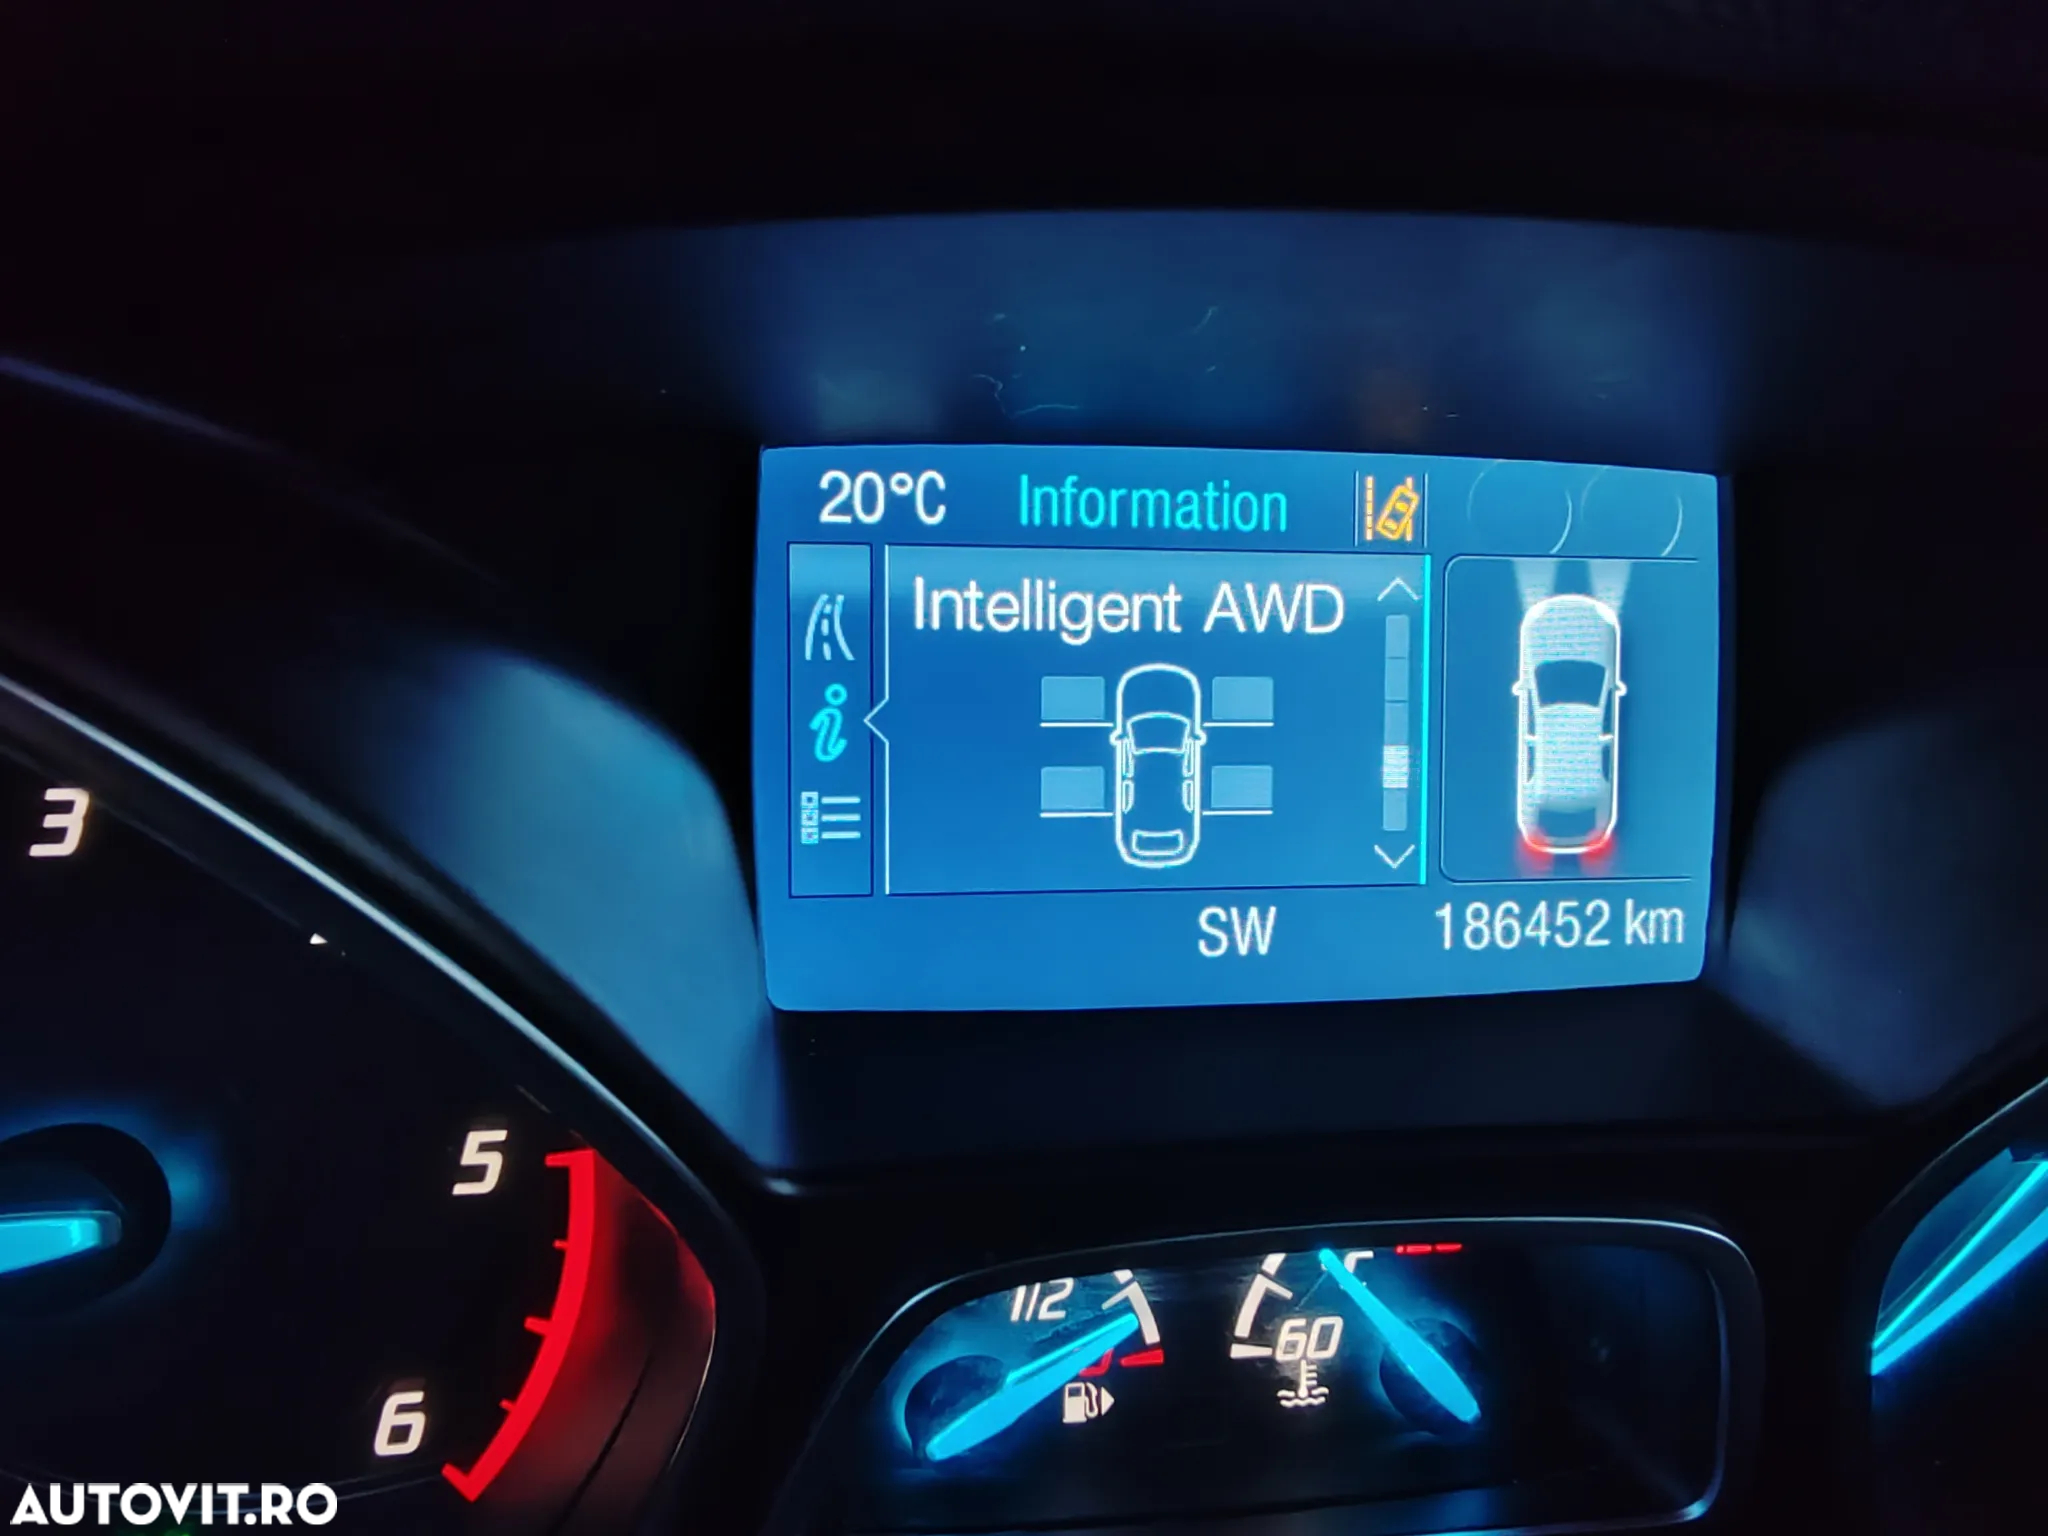 20°C Information
Intelligent AWD
SW 186452 km
3
5
6
1/2
60
AUTOVIT.RO